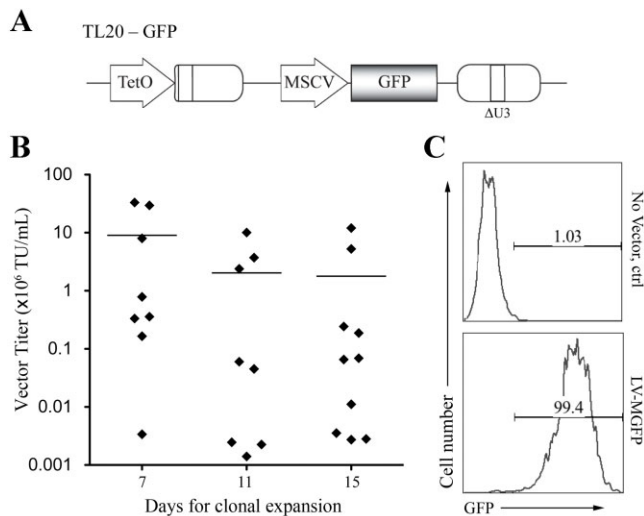 A
TL20 – GFP
TetO
MSCV
GFP
ΔU3
B
Vector Titer (x10⁶ TU/mL)
100
10
1
0.1
0.01
0.001
7
11
15
Days for clonal expansion
C
1.03
No Vector, ctrl
99.4
LV-MGFP
Cell number
GFP